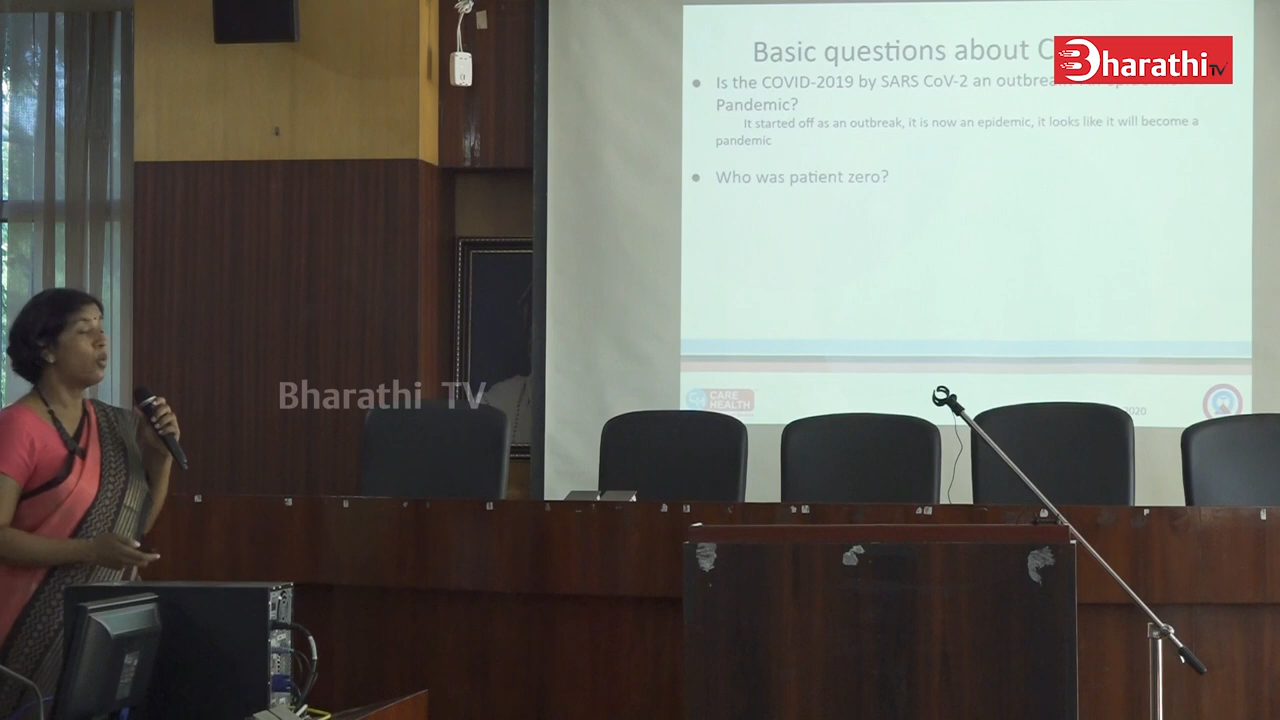 Basic questions about
Bharathi TV
Is the COVID-2019 by SARS CoV-2 an outbreak
Pandemic?
It started off as an outbreak, it is now an epidemic, it looks like it will become a
pandemic
Who was patient zero?
Bharathi TV
CARE
HEALTH
2020